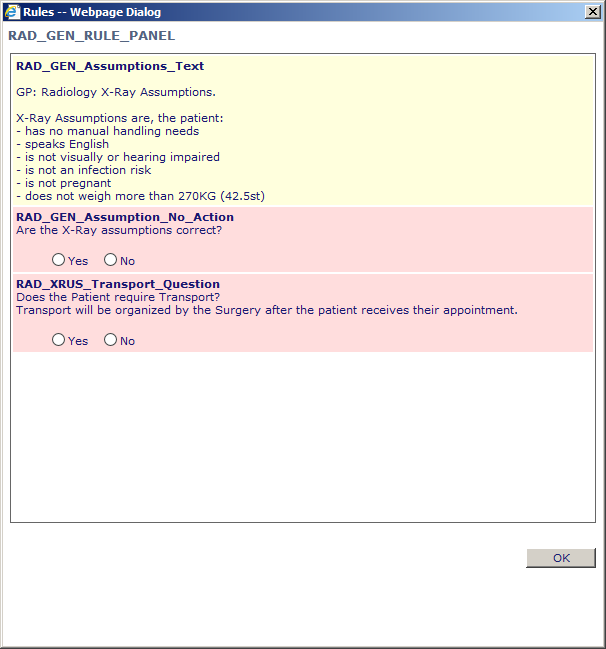 Rules -- Webpage Dialog
RAD_GEN_RULE_PANEL
RAD_GEN_Assumptions_Text
GP: Radiology X-Ray Assumptions.
X-Ray Assumptions are, the patient:
- has no manual handling needs
- speaks English
- is not visually or hearing impaired
- is not an infection risk
- is not pregnant
- does not weigh more than 270KG (42.5st)
RAD_GEN_Assumption_No_Action
Are the X-Ray assumptions correct?
Yes No
RAD_XRUS_Transport_Question
Does the Patient require Transport?
Transport will be organized by the Surgery after the patient receives their appointment.
Yes No
OK